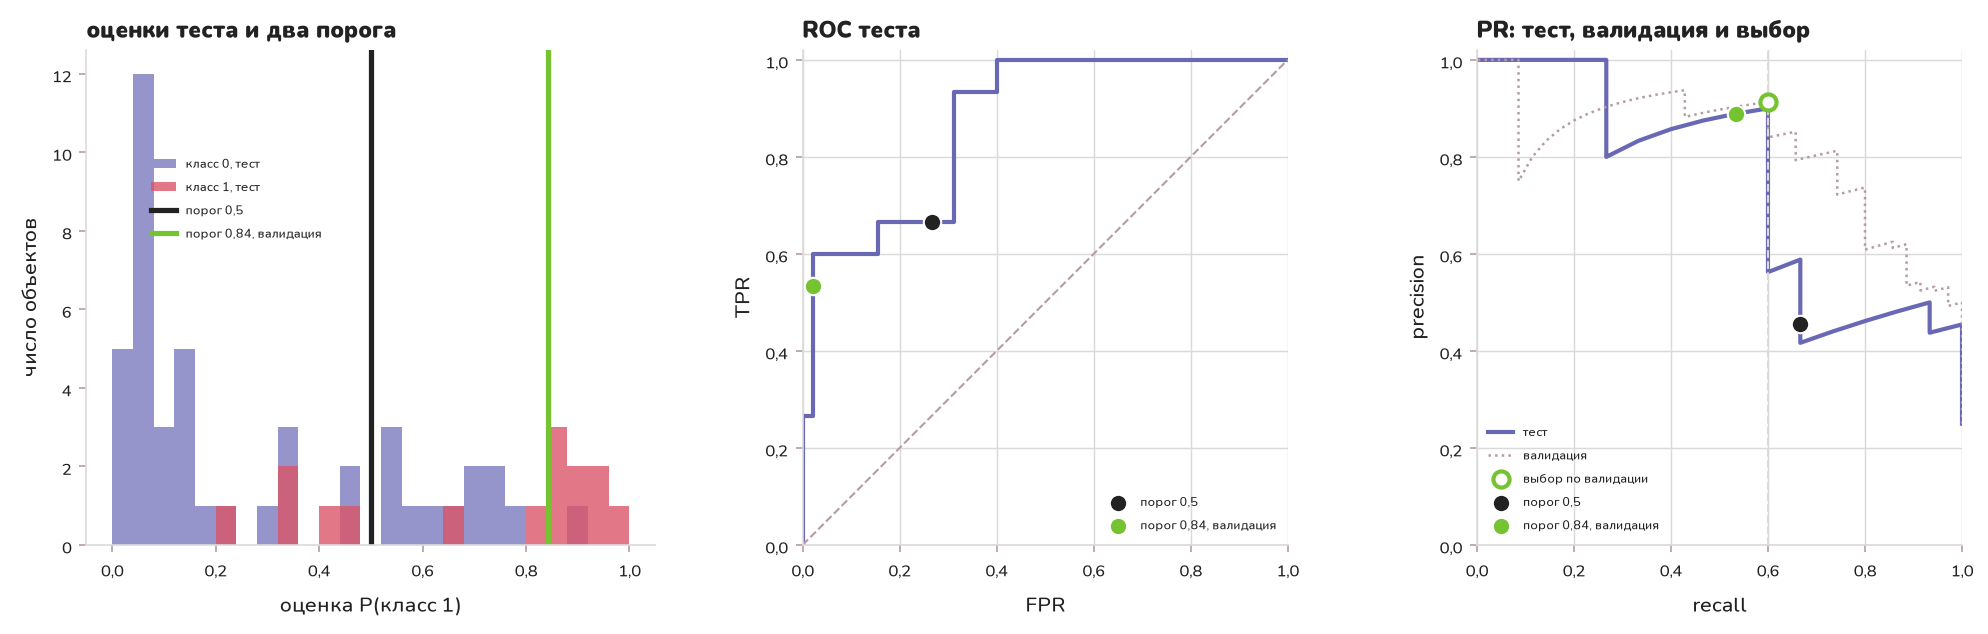 оценки теста и два порога
12
10
8
6
4
2
0
число объектов
класс 0, тест
класс 1, тест
порог 0,5
порог 0,84, валидация
0,0
0,2
0,4
0,6
0,8
1,0
оценка P(класс 1)
ROC теста
1,0
0,8
0,6
0,4
0,2
0,0
TPR
порог 0,5
порог 0,84, валидация
0,0
0,2
0,4
0,6
0,8
1,0
FPR
PR: тест, валидация и выбор
1,0
0,8
0,6
0,4
0,2
0,0
precision
тест
валидация
выбор по валидации
порог 0,5
порог 0,84, валидация
0,0
0,2
0,4
0,6
0,8
1,0
recall